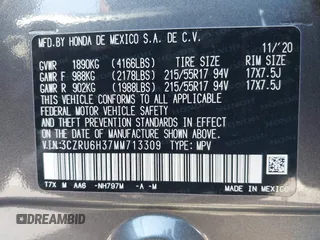 MFD.BY HONDA DE MEXICO S.A. DE C.V.
11/'20
GVWR 1890KG (4166LBS) TIRE SIZE RIM SIZE
GAWR F 988KG (2178LBS) 215/55R17 94V 17X7.5J
GAWR R 902KG (1988LBS) 215/55R17 94V 17X7.5J
THIS VEHICLE CONFORMS TO ALL APPLICABLE
FEDERAL MOTOR VEHICLE SAFETY AND
THEFT PREVENTION STANDARDS IN EFFECT ON
THE DATE OF MANUFACTURE SHOWN ABOVE.
V.I.N:3CZRU6H37MM713309 TYPE: MPV
T7X M AA6 -NH797M -A -M
MADE IN MEXICO
DREAMBID